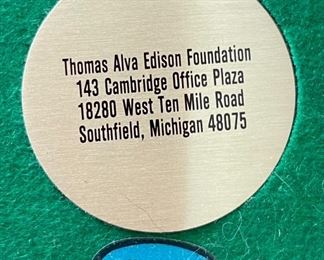 Thomas Alva Edison Foundation
143 Cambridge Office Plaza
18280 West Ten Mile Road
Southfield, Michigan 48075